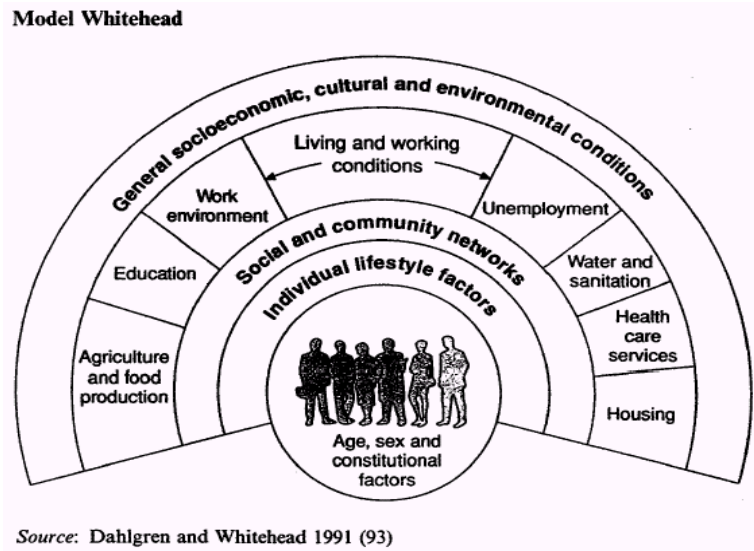 Model Whitehead
General socioeconomic, cultural and environmental conditions
Living and working
conditions
Work
environment
Unemployment
Education
Water and
sanitation
Agriculture
and food
production
Health
care
services
Housing
Social and community networks
Individual lifestyle factors
Age, sex and
constitutional
factors
Source: Dahlgren and Whitehead 1991 (93)